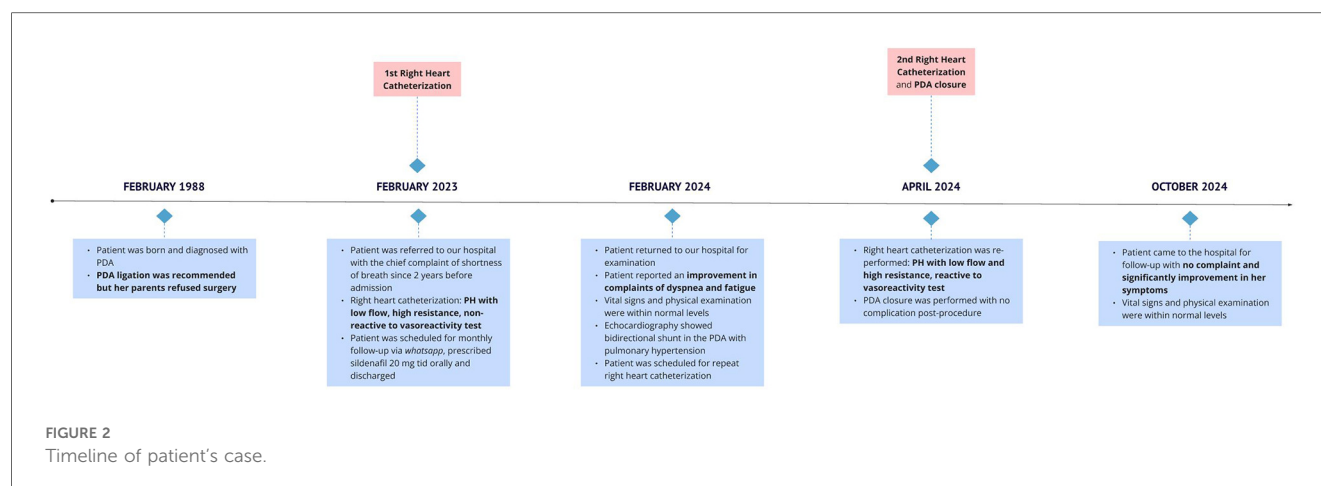 1st Right Heart
Catheterization
2nd Right Heart
Catheterization
and PDA closure
FEBRUARY 1988
FEBRUARY 2023
FEBRUARY 2024
APRIL 2024
OCTOBER 2024
• Patient was born and diagnosed with
PDA
• PDA ligation was recommended
but her parents refused surgery
• Patient was referred to our hospital
with the chief complaint of shortness
of breath since 2 years before
admission
• Right heart catheterization: PH with
low flow, high resistance, non-
reactive to vasoreactivity test
• Patient was scheduled for monthly
follow-up via whatsapp, prescribed
sildenafil 20 mg tid orally and
discharged
• Patient returned to our hospital for
examination
• Patient reported an improvement in
complaints of dyspnea and fatigue
• Vital signs and physical examination
were within normal levels
• Echocardiography showed
bidirectional shunt in the PDA with
pulmonary hypertension
• Patient was scheduled for repeat
right heart catheterization
• Right heart catheterization was re-
performed: PH with low flow and
high resistance, reactive to
vasoreactivity test
• PDA closure was performed with no
complication post-procedure
• Patient came to the hospital for
follow-up with no complaint and
significantly improvement in her
symptoms
• Vital signs and physical examination
were within normal levels
FIGURE 2
Timeline of patient's case.